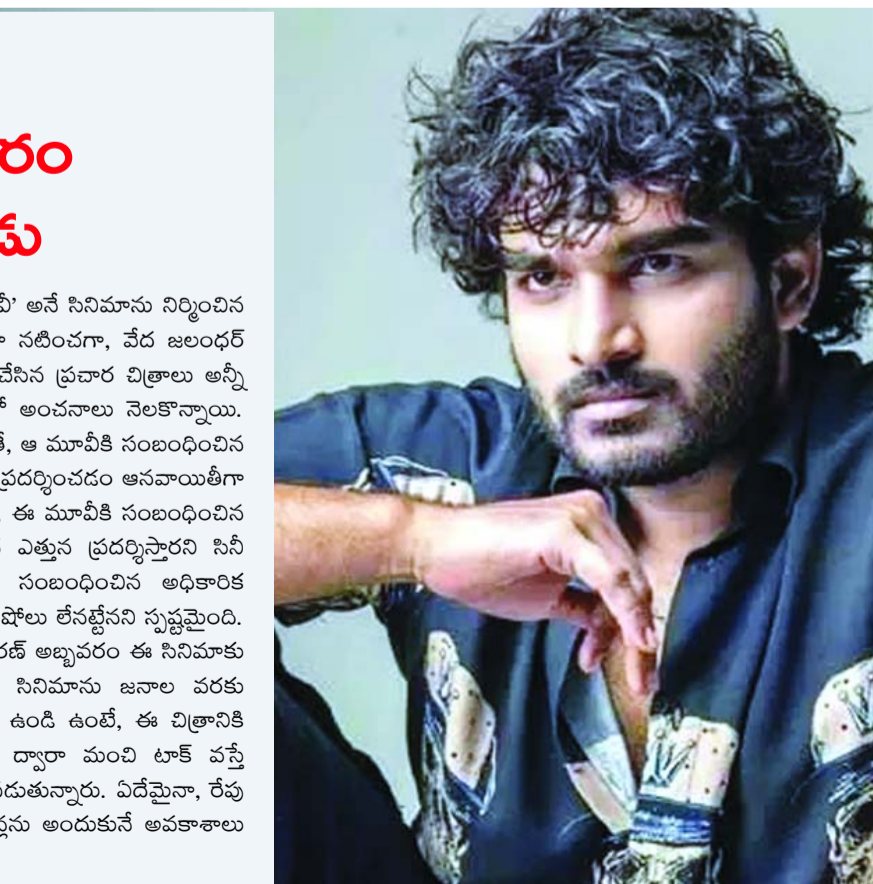 రం
డు
వీ’ అనే సినిమాను నిర్మించిన
నటించగా, వేద జలంధర్
చేసిన ప్రచార చిత్రాలు అన్నీ
అంచనాలు నెలకొన్నాయి.
ఆ మూవీకి సంబంధించిన
ప్రదర్శించడం ఆనవాయితీగా
ఈ మూవీకి సంబంధించిన
ఎత్తున ప్రదర్శిస్తారని సినీ
సంబంధించిన అధికారిక
షోలు లేనట్టేనని స్పష్టమైంది.
రణ్ అబ్బవరం ఈ సినిమాకు
సినిమాను జనాల వరకు
ఉండి ఉంటే, ఈ చిత్రానికి
ద్వారా మంచి టాక్ వస్తే
పడుతున్నారు. ఏదేమైనా, రేపు
అందుకునే అవకాశాలు